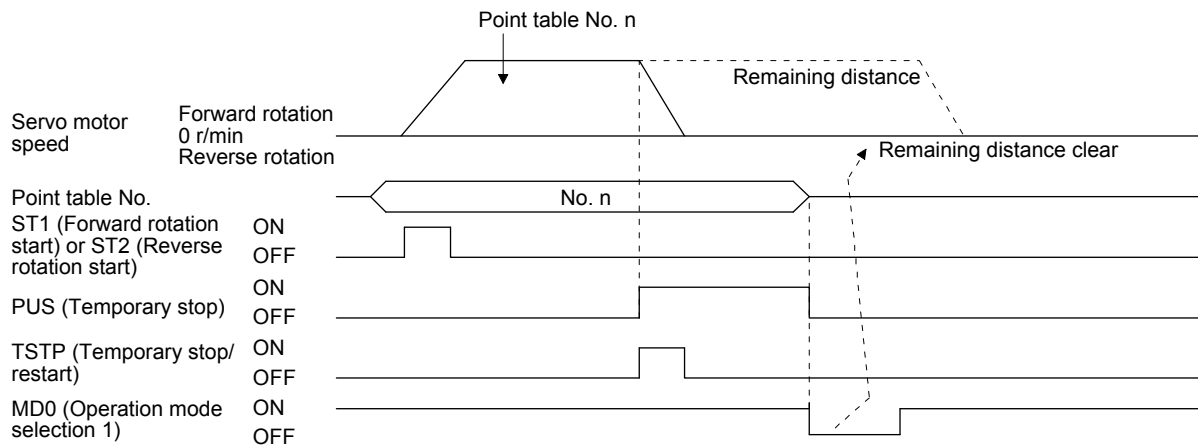 Point table No. n
Remaining distance
Servo motor
speed
Forward rotation
0 r/min
Reverse rotation
Remaining distance clear
Point table No.
No. n
ST1 (Forward rotation
start) or ST2 (Reverse
rotation start)
ON
OFF
PUS (Temporary stop)
ON
OFF
TSTP (Temporary stop/
restart)
ON
OFF
MD0 (Operation mode
selection 1)
ON
OFF